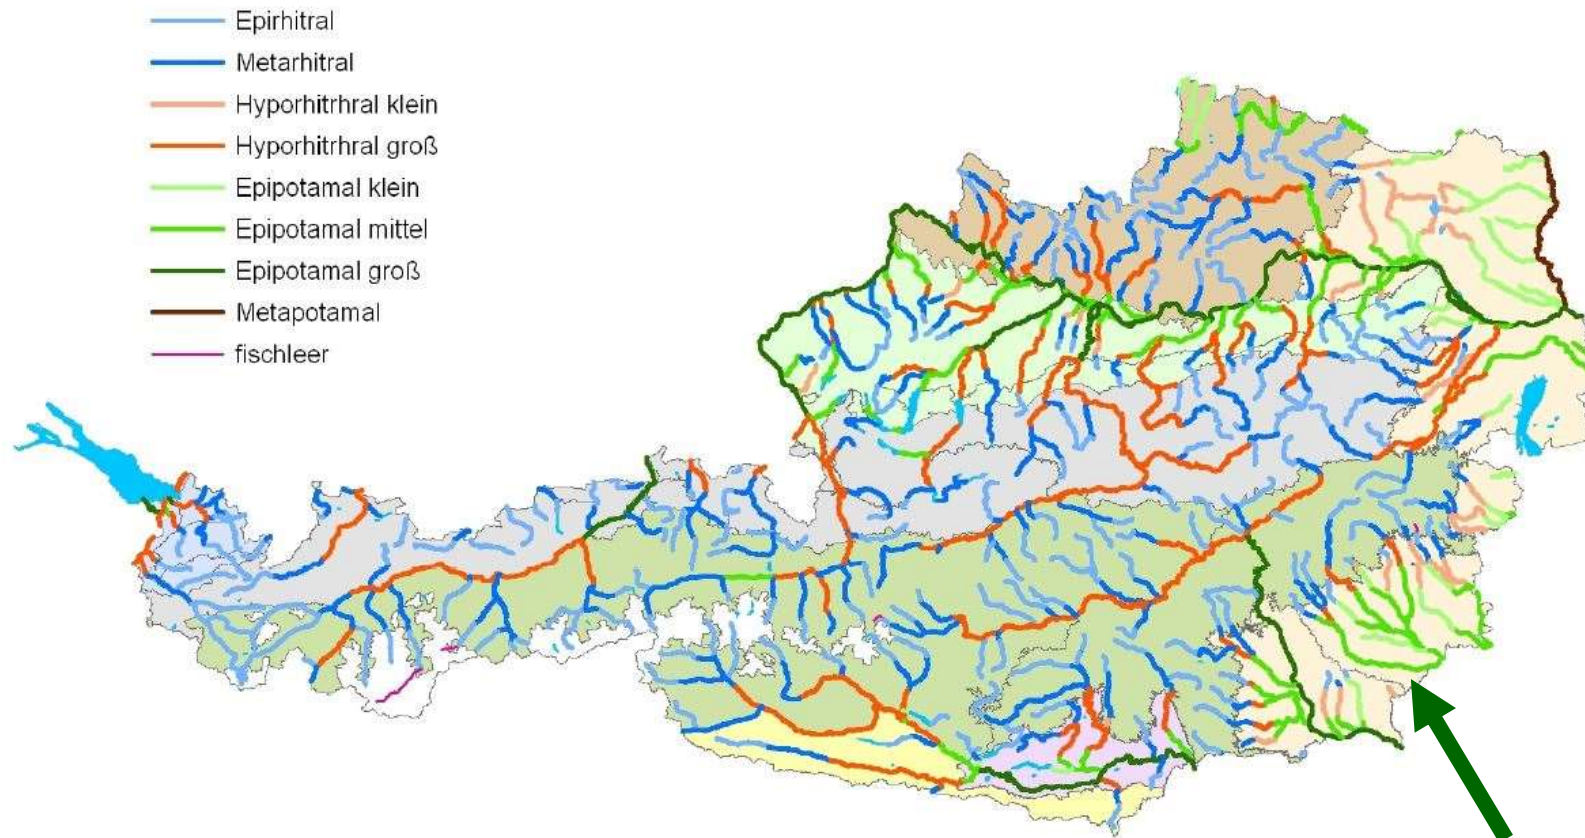 Epirhitral
Metarhitral
Hyporhitrhral klein
Hyporhitrhral groß
Epipotamal klein
Epipotamal mittel
Epipotamal groß
Metapotamal
fischleer